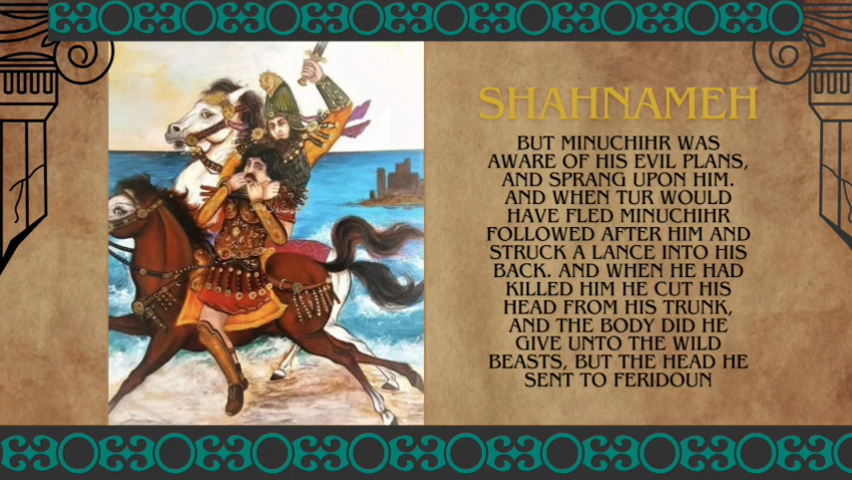 SHAHNAMEH
BUT MINUCHIHR WAS
AWARE OF HIS EVIL PLANS,
AND SPRANG UPON HIM.
AND WHEN TUR WOULD
HAVE FLED MINUCHIHR
FOLLOWED AFTER HIM AND
STRUCK A LANCE INTO HIS
BACK. AND WHEN HE HAD
KILLED HIM HE CUT HIS
HEAD FROM HIS TRUNK,
AND THE BODY DID HE
GIVE UNTO THE WILD
BEASTS, BUT THE HEAD HE
SENT TO FERIDOUN